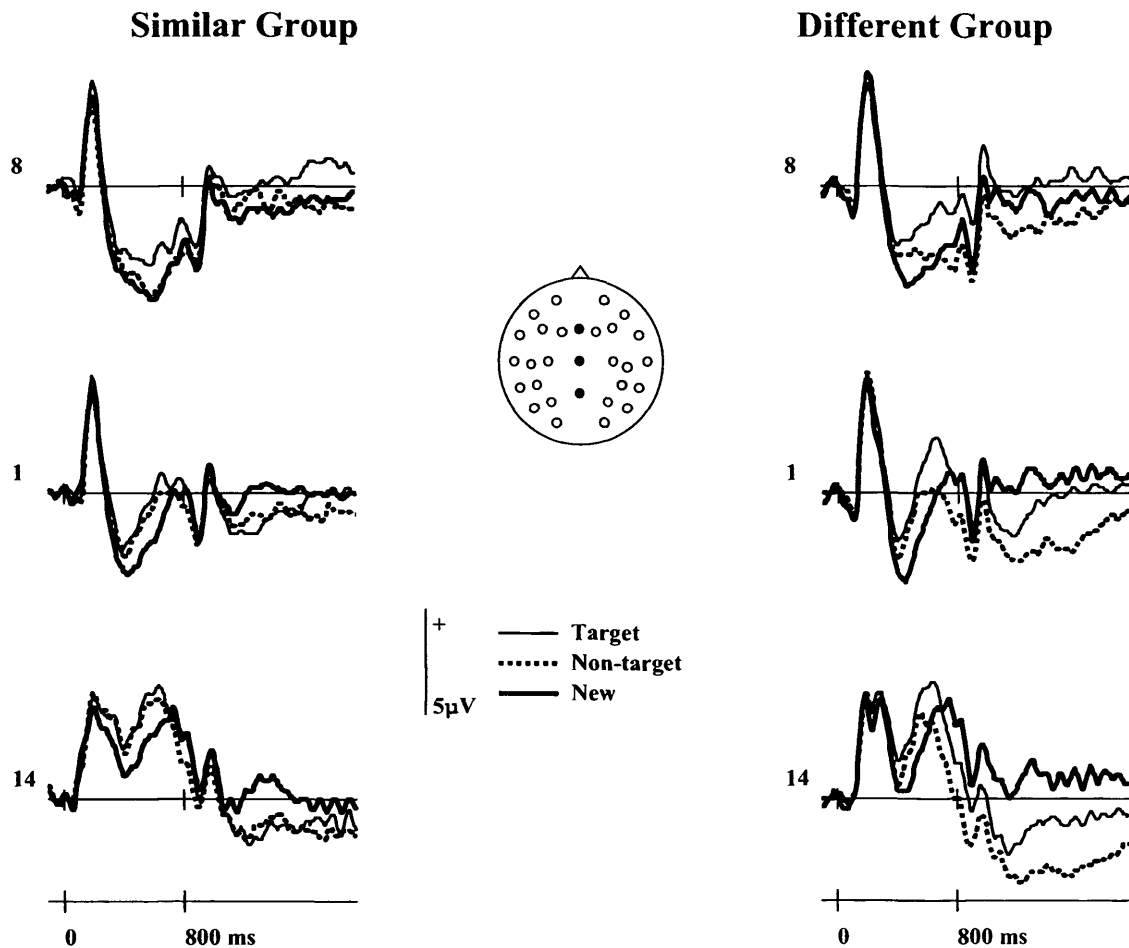 Similar Group
Different Group
8
8
1
1
+
5µV
Target
Non-target
New
14
14
0 800 ms
0 800 ms